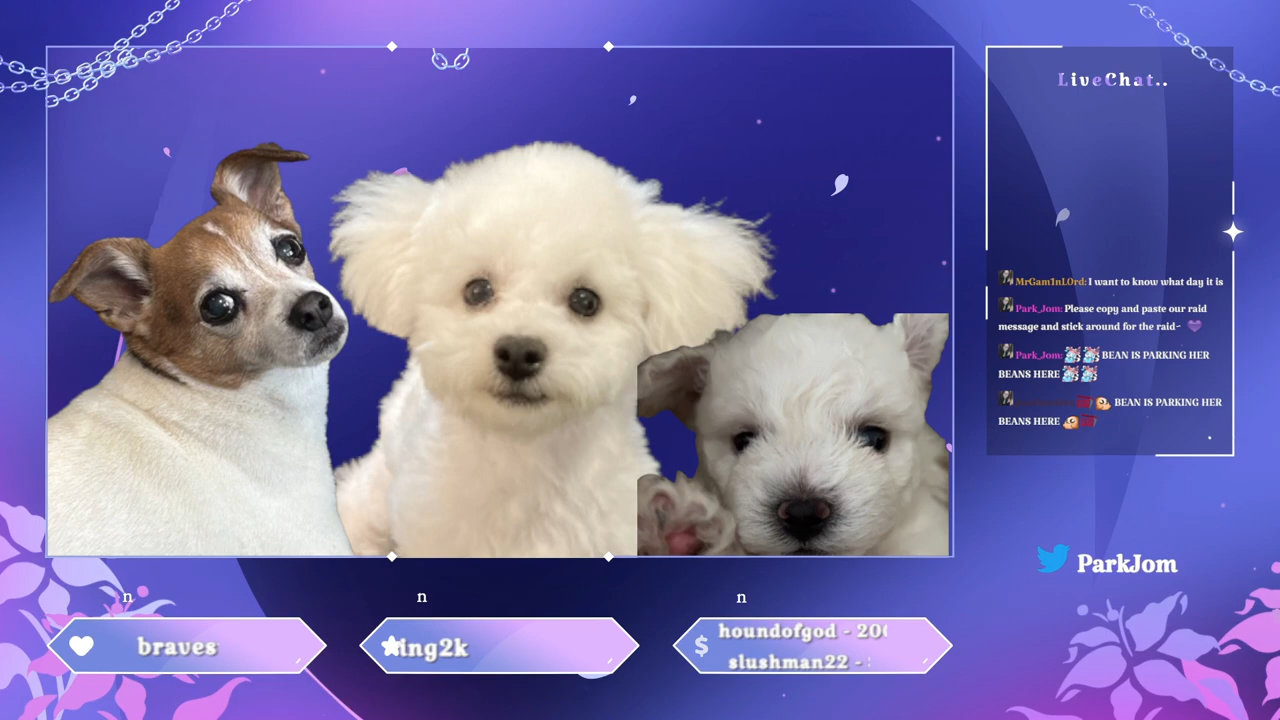 LiveChat..
MrGam1nL0rd: I want to know what day it is
Park_Jom: Please copy and paste our raid
message and stick around for the raid~
Park_Jom: BEAN IS PARKING HER
BEANS HERE
BEAN IS PARKING HER
BEANS HERE
ParkJom
n
n
n
braves
ing2k
$ houndofgod - 20
slushman22 -